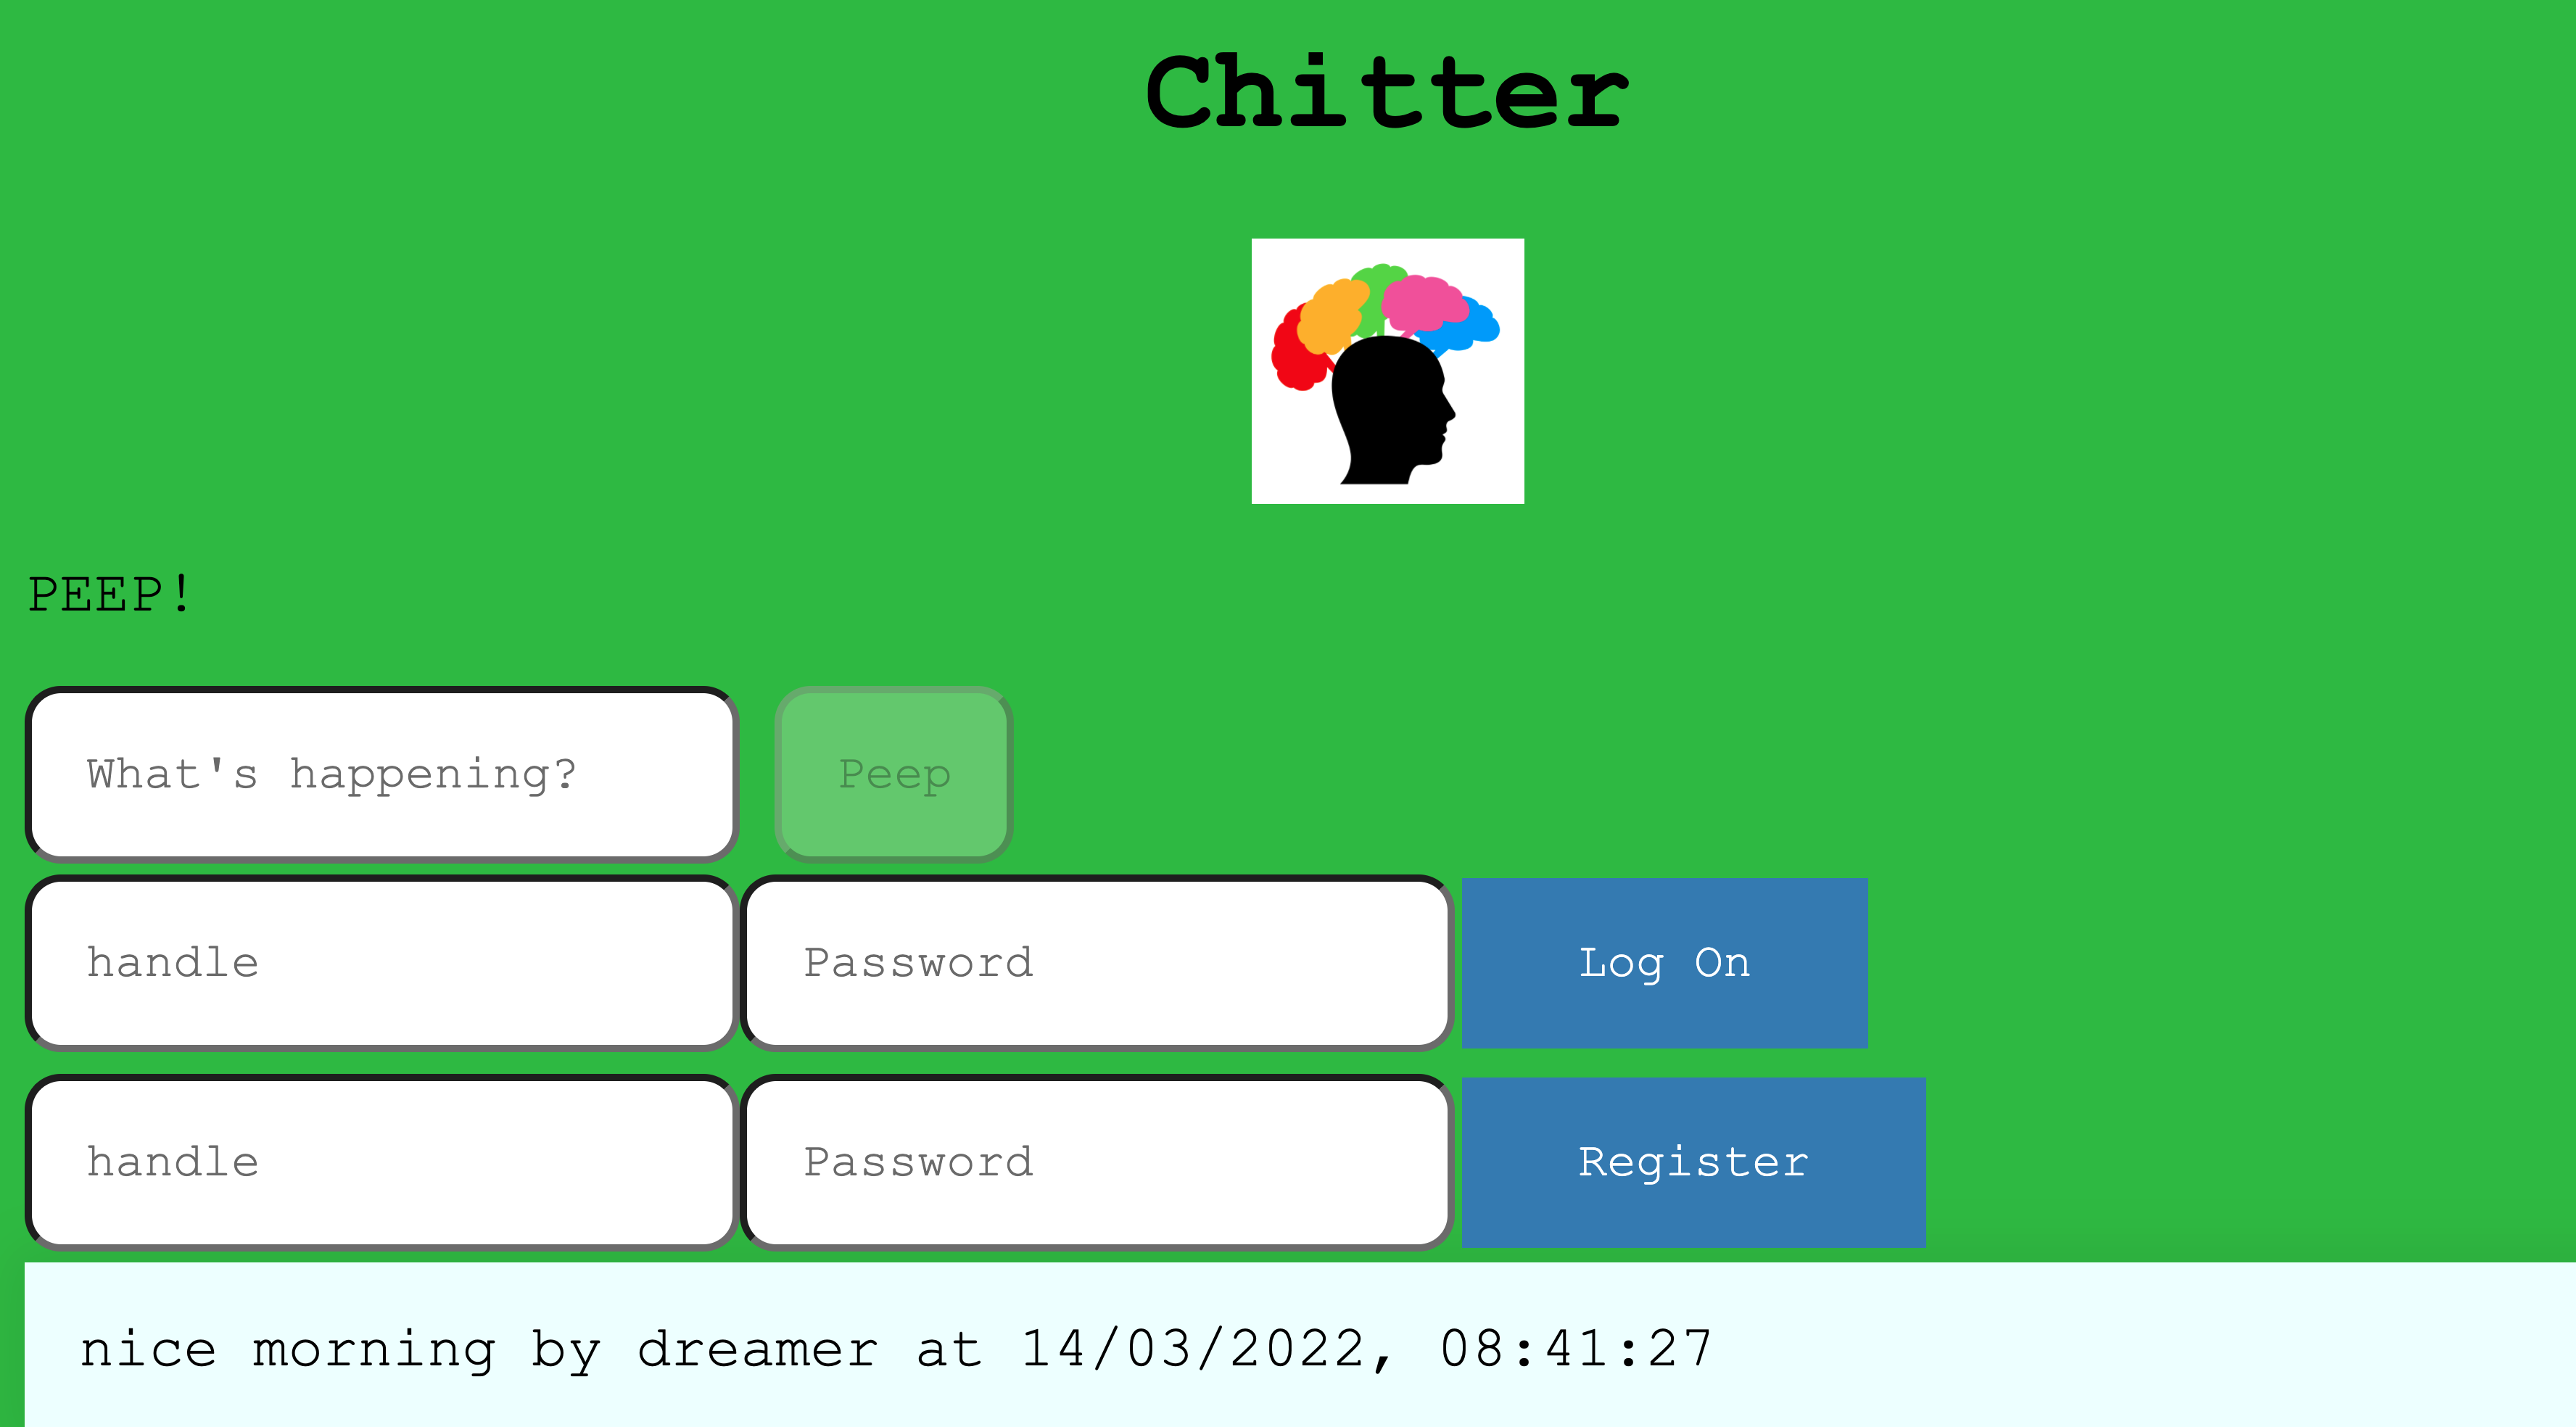 Chitter
PEEP!
What's happening? Peep
handle Password Log On
handle Password Register
nice morning by dreamer at 14/03/2022, 08:41:27